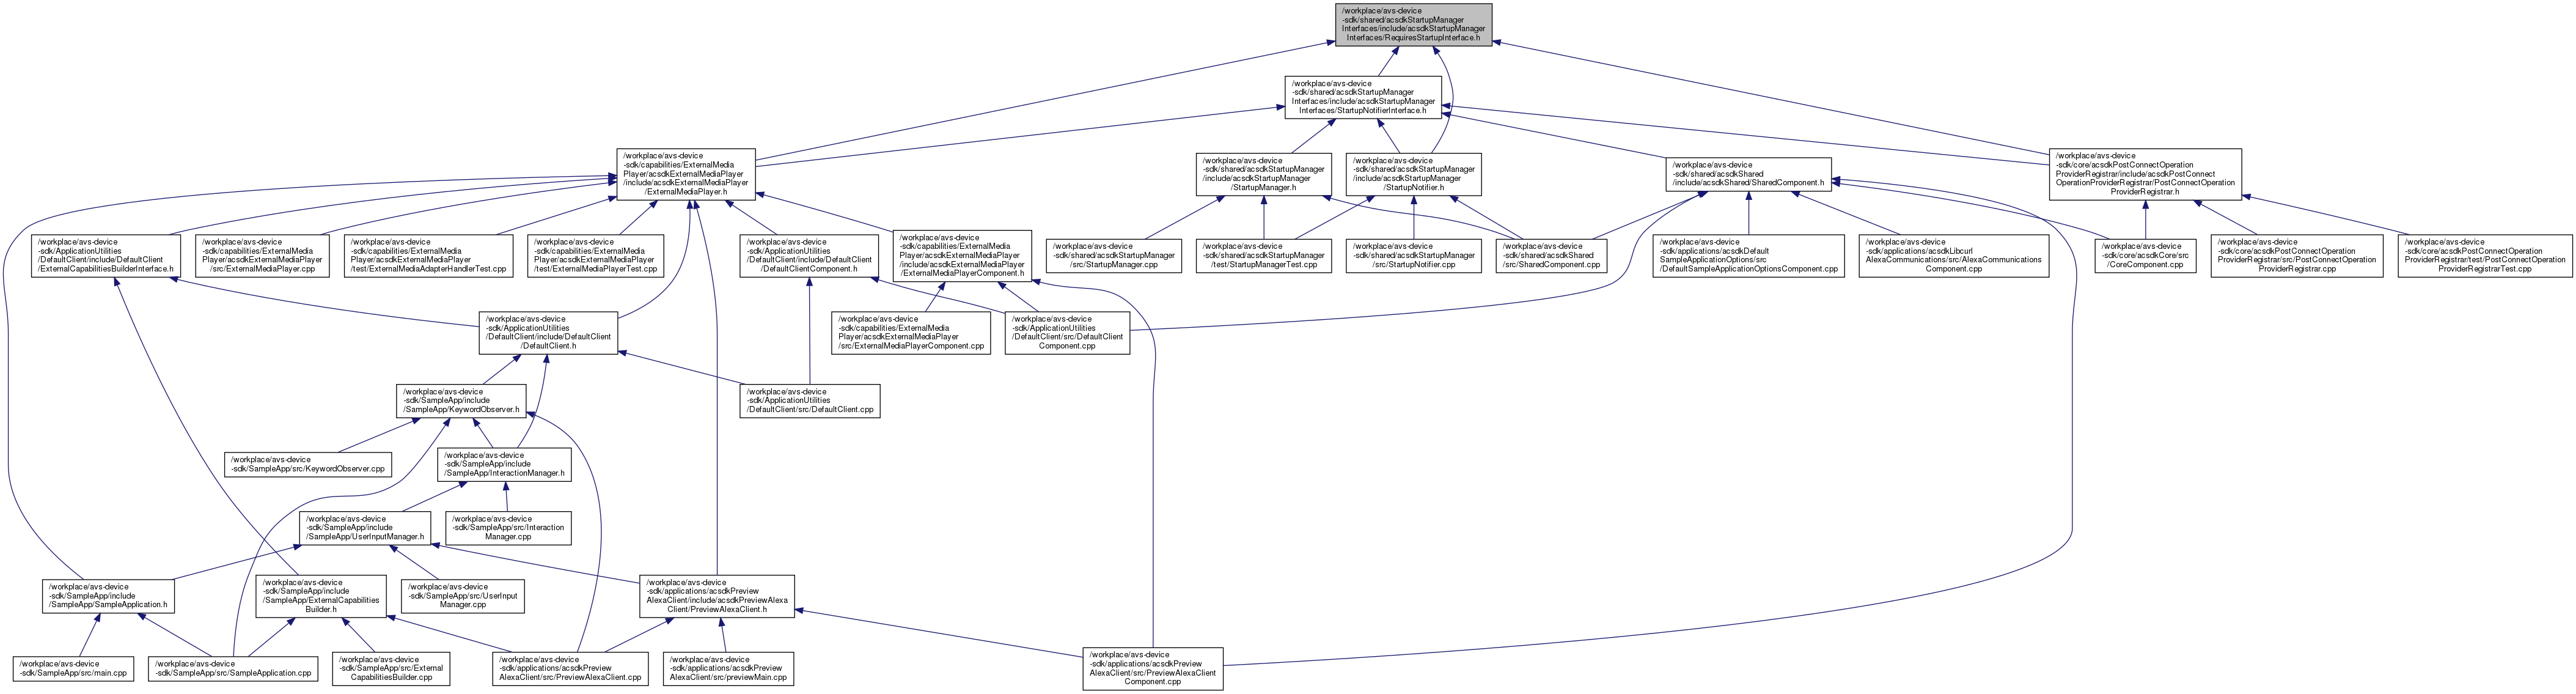 /workplace/avs-device
-sdk/shared/acsdkStartupManager
Interfaces/include/acsdkStartupManager
Interfaces/RequiresStartupInterface.h
/workplace/avs-device
-sdk/shared/acsdkStartupManager
Interfaces/include/acsdkStartupManager
Interfaces/StartupNotifierInterface.h
/workplace/avs-device
-sdk/capabilities/ExternalMedia
Player/acsdkExternalMediaPlayer
/include/acsdkExternalMediaPlayer
/ExternalMediaPlayer.h
/workplace/avs-device
-sdk/shared/acsdkStartupManager
/include/acsdkStartupManager
/StartupManager.h
/workplace/avs-device
-sdk/shared/acsdkStartupManager
/include/acsdkStartupManager
/StartupNotifier.h
/workplace/avs-device
-sdk/shared/acsdkShared
/include/acsdkShared/SharedComponent.h
/workplace/avs-device
-sdk/core/acsdkPostConnectOperation
ProviderRegistrar/include/acsdkPostConnect
OperationProviderRegistrar/PostConnectOperation
ProviderRegistrar.h
/workplace/avs-device
-sdk/ApplicationUtilities
/DefaultClient/include/DefaultClient
/ExternalCapabilitiesBuilderInterface.h
/workplace/avs-device
-sdk/capabilities/ExternalMedia
Player/acsdkExternalMediaPlayer
/src/ExternalMediaPlayer.cpp
/workplace/avs-device
-sdk/capabilities/ExternalMedia
Player/acsdkExternalMediaPlayer
/test/ExternalMediaAdapterHandlerTest.cpp
/workplace/avs-device
-sdk/capabilities/ExternalMedia
Player/acsdkExternalMediaPlayer
/test/ExternalMediaPlayerTest.cpp
/workplace/avs-device
-sdk/ApplicationUtilities
/DefaultClient/include/DefaultClient
/DefaultClientComponent.h
/workplace/avs-device
-sdk/capabilities/ExternalMedia
Player/acsdkExternalMediaPlayer
/include/acsdkExternalMediaPlayer
/ExternalMediaPlayerComponent.h
/workplace/avs-device
-sdk/shared/acsdkStartupManager
/src/StartupManager.cpp
/workplace/avs-device
-sdk/shared/acsdkStartupManager
/test/StartupManagerTest.cpp
/workplace/avs-device
-sdk/shared/acsdkStartupManager
/src/StartupNotifier.cpp
/workplace/avs-device
-sdk/shared/acsdkShared
/src/SharedComponent.cpp
/workplace/avs-device
-sdk/applications/acsdkDefault
SampleApplicationOptions/src
/DefaultSampleApplicationOptionsComponent.cpp
/workplace/avs-device
-sdk/applications/acsdkLibcurl
AlexaCommunications/src/AlexaCommunications
Component.cpp
/workplace/avs-device
-sdk/core/acsdkCore/src
/CoreComponent.cpp
/workplace/avs-device
-sdk/core/acsdkPostConnectOperation
ProviderRegistrar/src/PostConnectOperation
ProviderRegistrar.cpp
/workplace/avs-device
-sdk/core/acsdkPostConnectOperation
ProviderRegistrar/test/PostConnectOperation
ProviderRegistrarTest.cpp
/workplace/avs-device
-sdk/ApplicationUtilities
/DefaultClient/include/DefaultClient
/DefaultClient.h
/workplace/avs-device
-sdk/capabilities/ExternalMedia
Player/acsdkExternalMediaPlayer
/src/ExternalMediaPlayerComponent.cpp
/workplace/avs-device
-sdk/ApplicationUtilities
/DefaultClient/src/DefaultClient
Component.cpp
/workplace/avs-device
-sdk/SampleApp/include
/SampleApp/KeywordObserver.h
/workplace/avs-device
-sdk/ApplicationUtilities
/DefaultClient/src/DefaultClient.cpp
/workplace/avs-device
-sdk/SampleApp/src/KeywordObserver.cpp
/workplace/avs-device
-sdk/SampleApp/include
/SampleApp/InteractionManager.h
/workplace/avs-device
-sdk/SampleApp/include
/SampleApp/UserInputManager.h
/workplace/avs-device
-sdk/SampleApp/src/Interaction
Manager.cpp
/workplace/avs-device
-sdk/SampleApp/include
/SampleApp/SampleApplication.h
/workplace/avs-device
-sdk/SampleApp/include
/SampleApp/ExternalCapabilities
Builder.h
/workplace/avs-device
-sdk/SampleApp/src/UserInput
Manager.cpp
/workplace/avs-device
-sdk/applications/acsdkPreview
AlexaClient/include/acsdkPreviewAlexa
Client/PreviewAlexaClient.h
/workplace/avs-device
-sdk/SampleApp/src/main.cpp
/workplace/avs-device
-sdk/SampleApp/src/SampleApplication.cpp
/workplace/avs-device
-sdk/SampleApp/src/External
CapabilitiesBuilder.cpp
/workplace/avs-device
-sdk/applications/acsdkPreview
AlexaClient/src/PreviewAlexaClient.cpp
/workplace/avs-device
-sdk/applications/acsdkPreview
AlexaClient/src/previewMain.cpp
/workplace/avs-device
-sdk/applications/acsdkPreview
AlexaClient/src/PreviewAlexaClient
Component.cpp